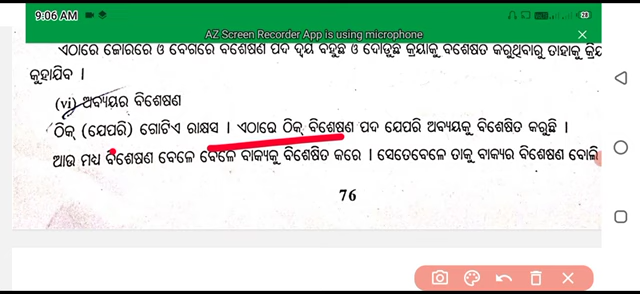 9:06 AM
28
AZ Screen Recorder App is using microphone
ଏଠାରେ ଜୋରରେ ଓ ବେଗରେ ବିଶେଷଣ ପଦ ଦ୍ୱୟ ବହୁଛି ଓ ଦୌଡୁଛି କ୍ରିୟାକୁ ବିଶେଷିତ କରୁଥିବାରୁ ତାହାକୁ କ୍ରିୟା
କୁହାଯିବ ।
(vi) ଅବ୍ୟୟର ବିଶେଷଣ
ଠିକ୍ (ଯେପରି) ଗୋଟିଏ ରାକ୍ଷସ । ଏଠାରେ ଠିକ୍ ବିଶେଷଣ ପଦ ଯେପରି ଅବ୍ୟୟକୁ ବିଶେଷିତ କରୁଛି ।
ଆଉ ମଧ୍ୟ ବିଶେଷଣ ବେଳେ ବେଳେ ବାକ୍ୟକୁ ବିଶେଷିତ କରେ । ସେତେବେଳେ ତାକୁ ବାକ୍ୟର ବିଶେଷଣ ବୋଲି
76